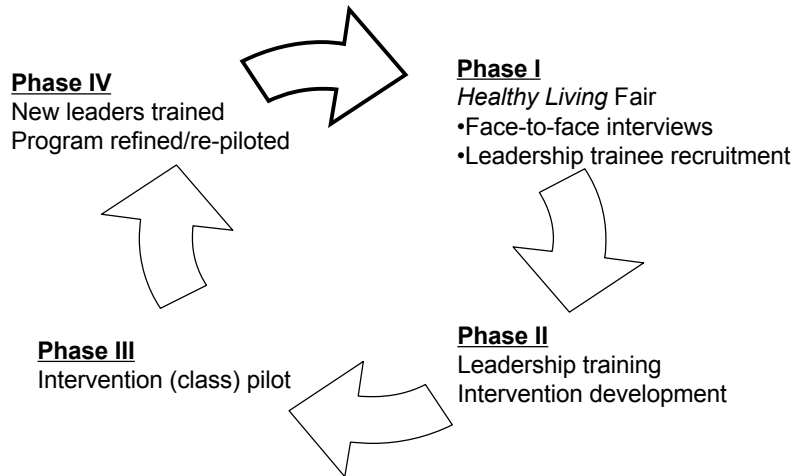 Phase I
Healthy Living Fair
•Face-to-face interviews
•Leadership trainee recruitment
Phase II
Leadership training
Intervention development
Phase III
Intervention (class) pilot
Phase IV
New leaders trained
Program refined/re-piloted